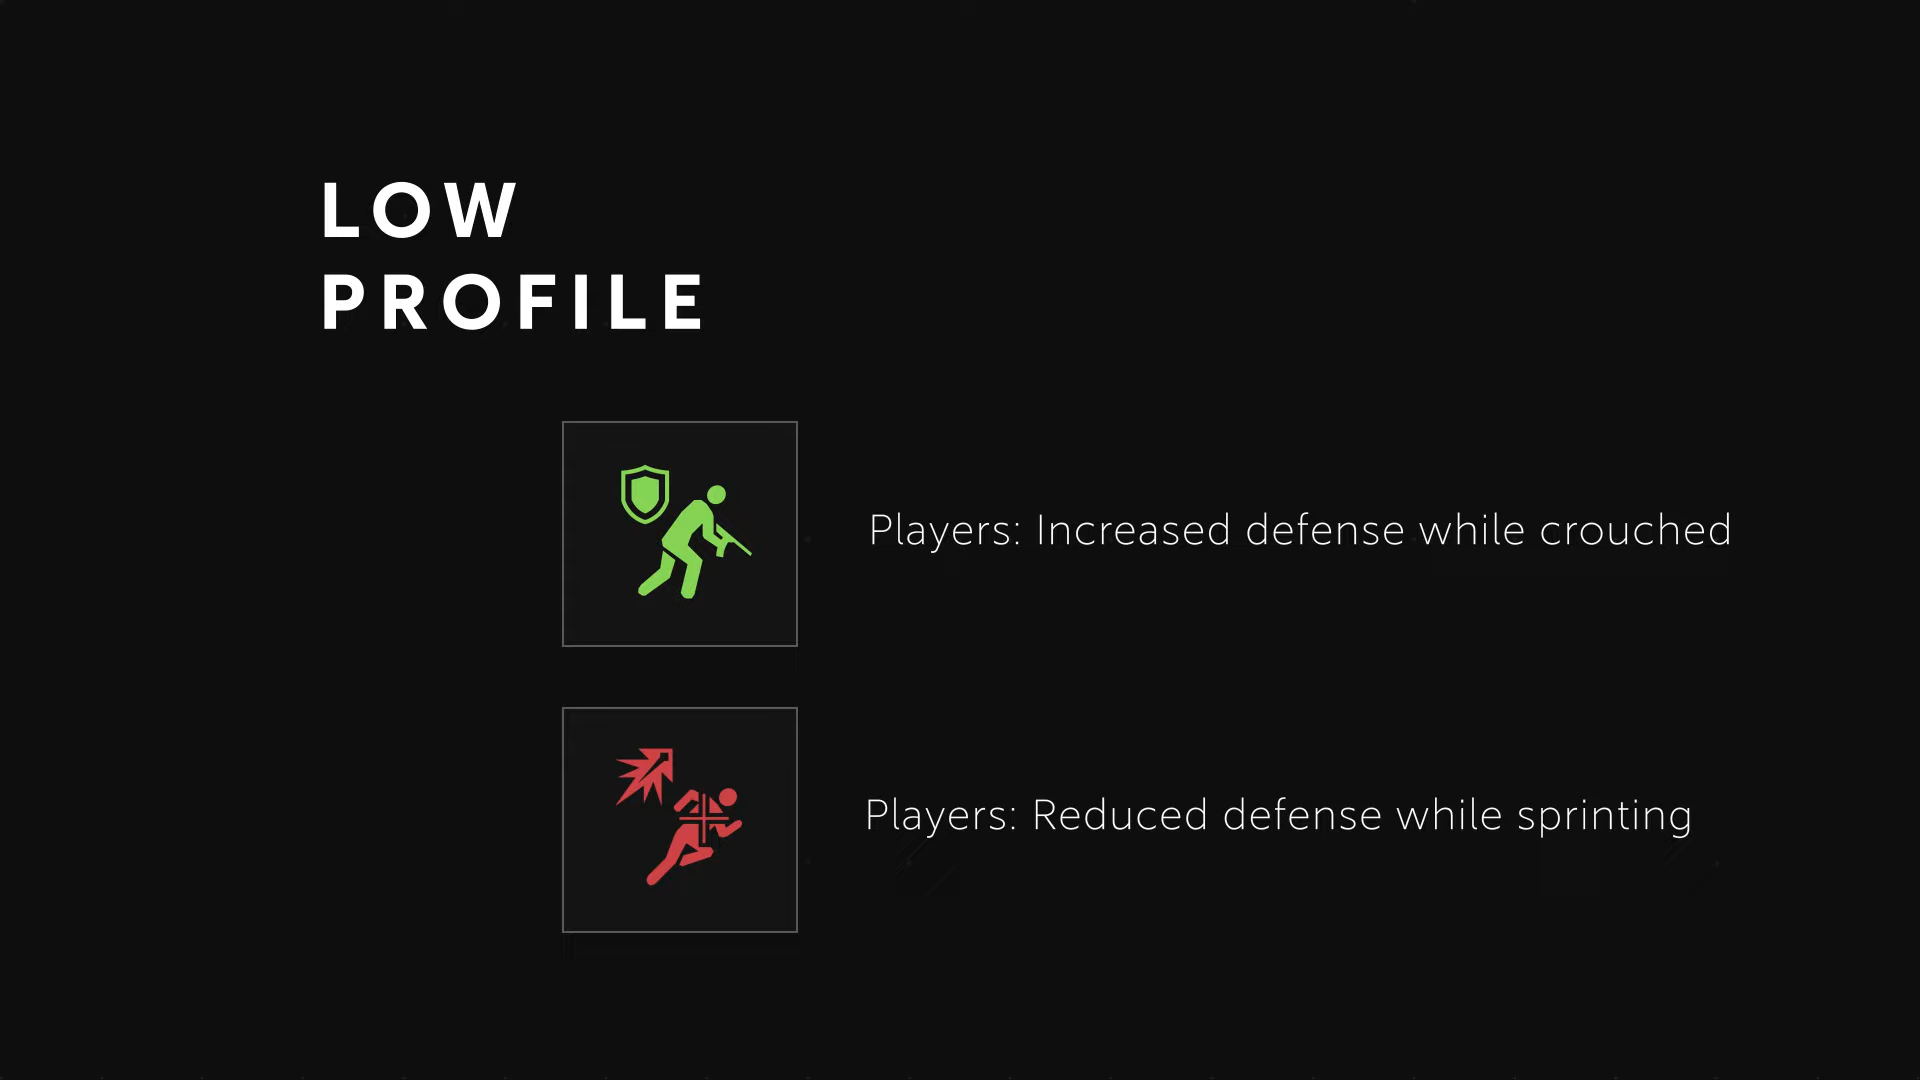 LOW
PROFILE
Players: Increased defense while crouched
Players: Reduced defense while sprinting